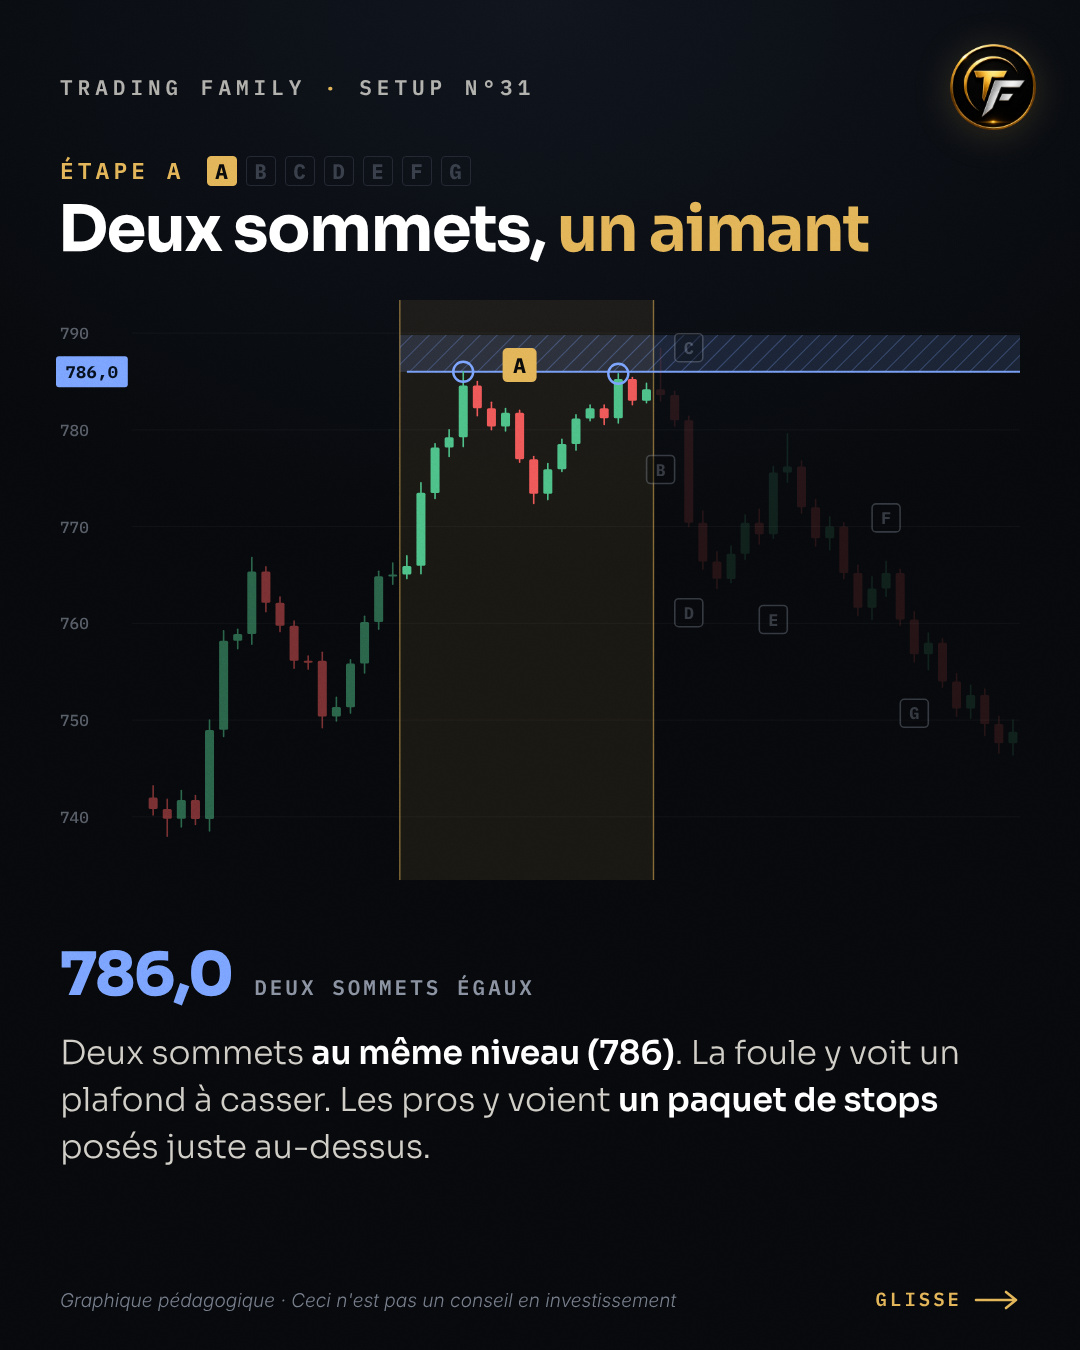 TRADING FAMILY · SETUP N°31
TF
ÉTAPE A A B C D E F G
Deux sommets, un aimant
790
786,0
780
770
760
750
740
A
C
B
F
D
E
G
786,0 DEUX SOMMETS ÉGAUX
Deux sommets au même niveau (786). La foule y voit un
plafond à casser. Les pros y voient un paquet de stops
posés juste au-dessus.
Graphique pédagogique · Ceci n'est pas un conseil en investissement
GLISSE →